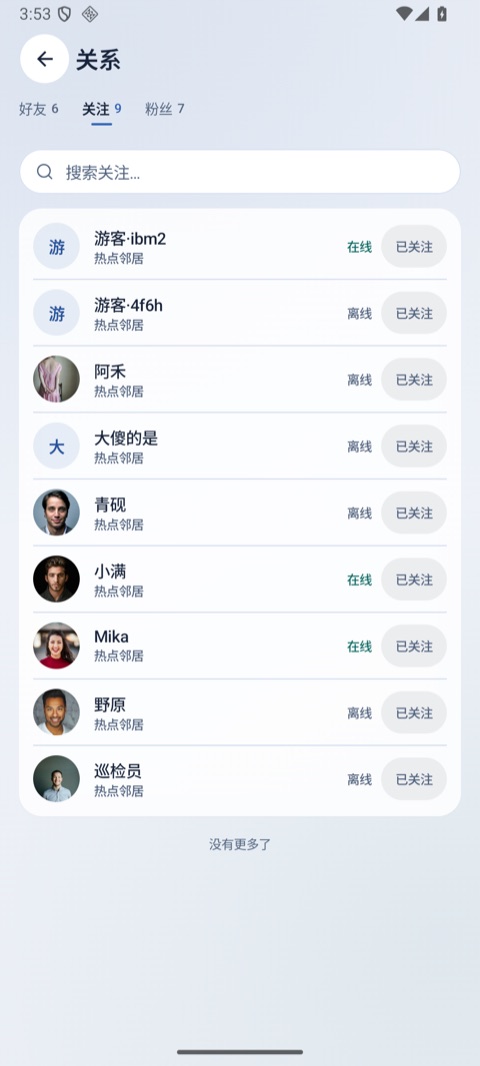 3:53
关系
好友 6 关注 9 粉丝 7
搜索关注...
游
游客·ibm2
热点邻居
在线
已关注
游
游客·4f6h
热点邻居
离线
已关注
阿禾
热点邻居
离线
已关注
大
大傻的是
热点邻居
离线
已关注
青砚
热点邻居
离线
已关注
小满
热点邻居
在线
已关注
Mika
热点邻居
在线
已关注
野原
热点邻居
离线
已关注
巡检员
热点邻居
离线
已关注
没有更多了